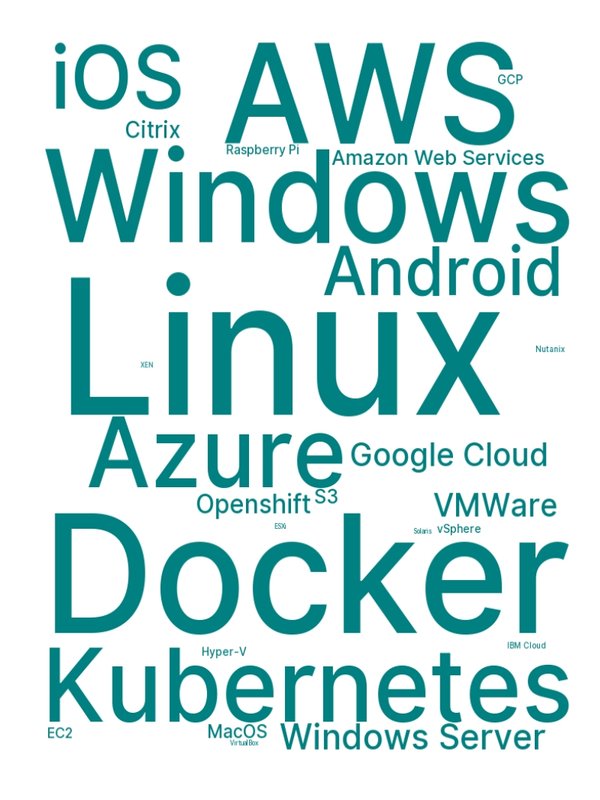 iOS
AWS
GCP
Citrix
Raspberry Pi
Amazon Web Services
Windows
Android
Linux
Nutanix
XEN
Azure
Google Cloud
Openshift
S3
VMWare
ESXi
Solaris
vSphere
Docker
IBM Cloud
Hyper-V
Kubernetes
EC2
MacOS
Windows Server
VirtualBox